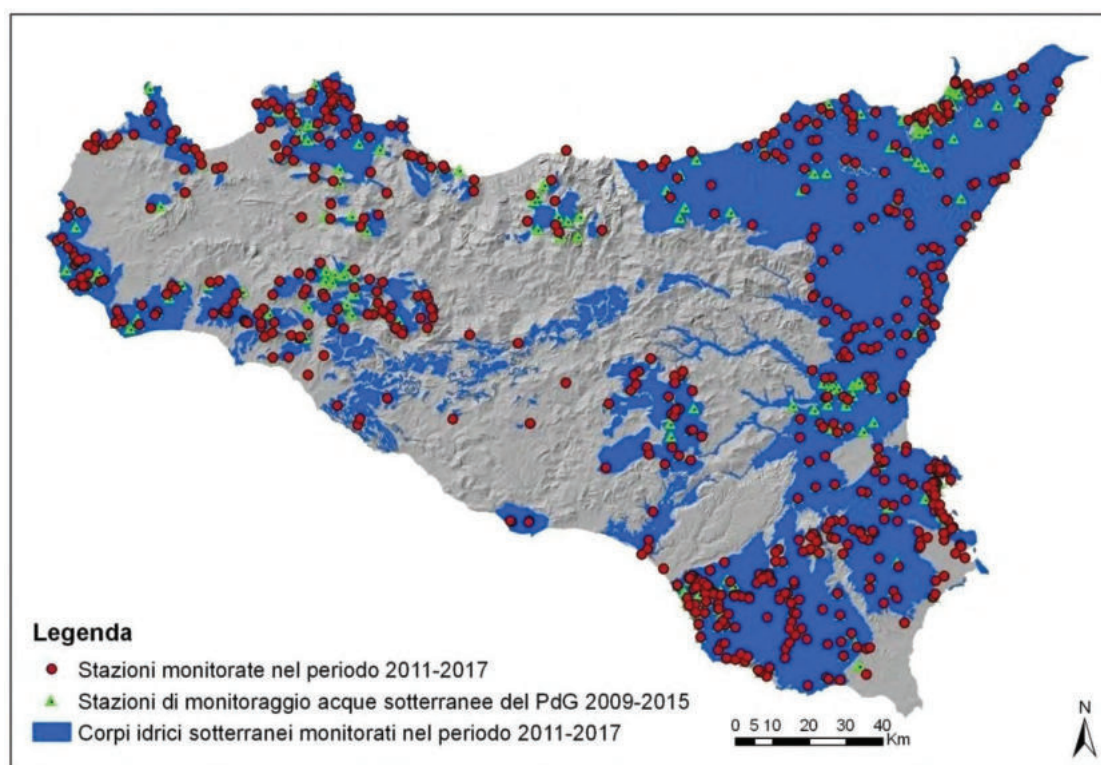 Legenda
Stazioni monitorate nel periodo 2011-2017
Stazioni di monitoraggio acque sotterranee del PdG 2009-2015
Corpi idrici sotterranei monitorati nel periodo 2011-2017
0 5 10 20 30 40
Km
N